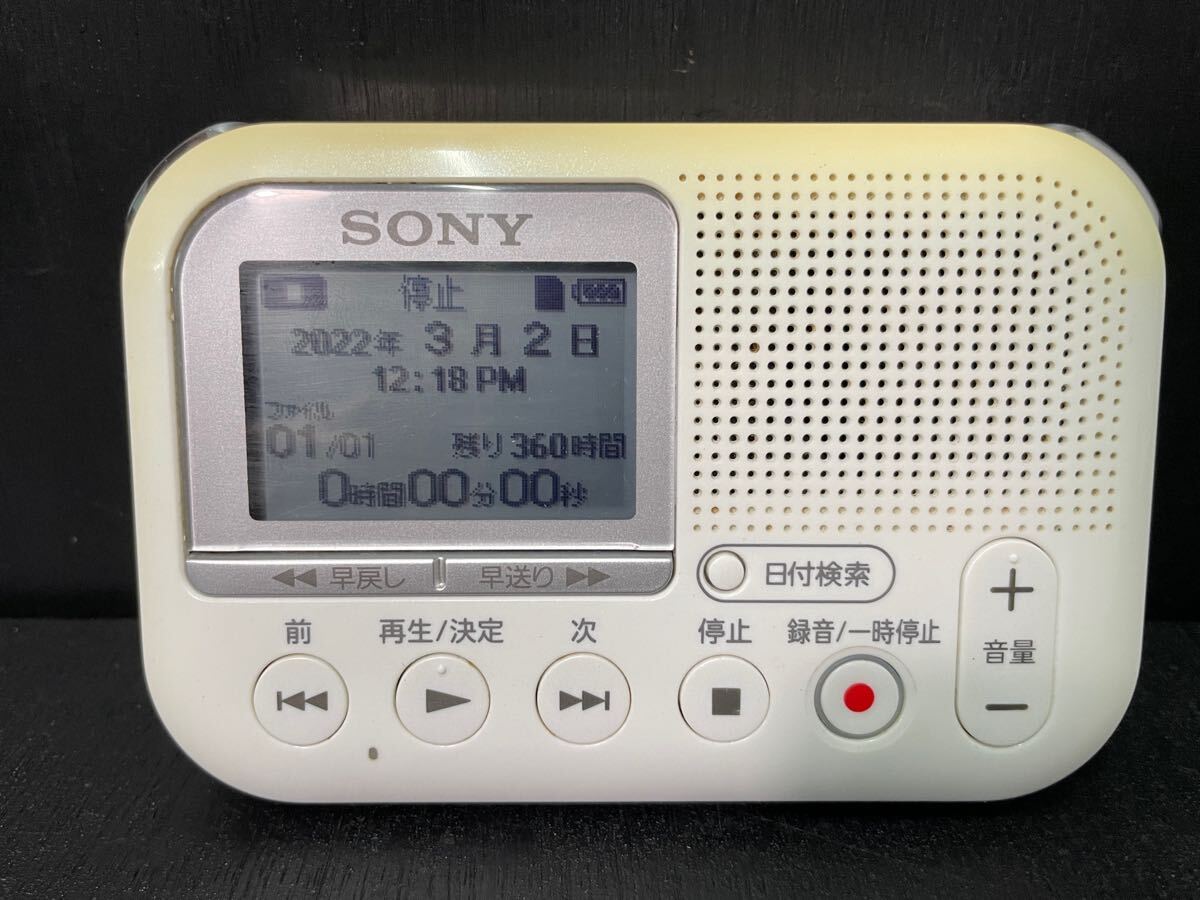 SONY
停止
2022年 3月 2日
12:18PM
ファイル
01/01 残り360時間
0時間00分00秒
早戻し 早送り
日付検索
前 再生/決定 次 停止 録音/一時停止
+
音量
−